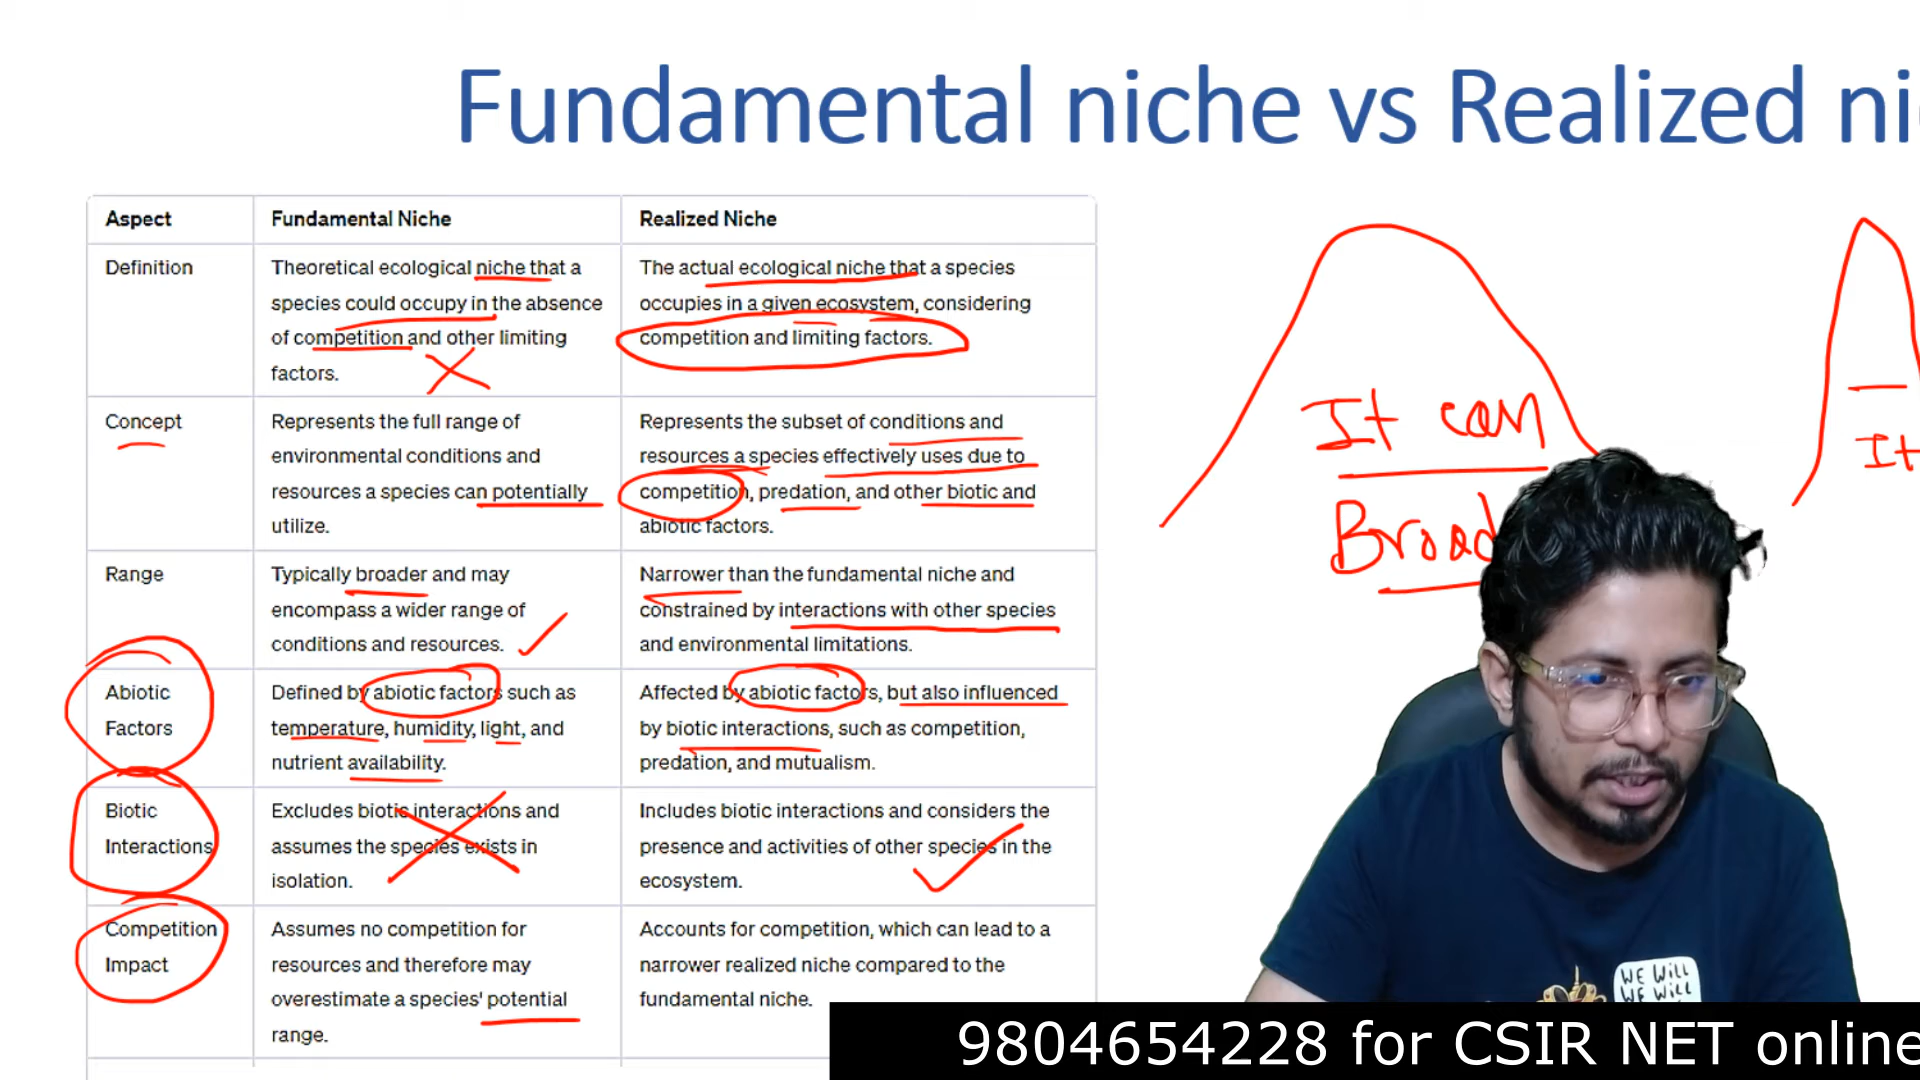 Fundamental niche vs Realized ni
Aspect
Fundamental Niche
Realized Niche
Definition
Theoretical ecological niche that a
species could occupy in the absence
of competition and other limiting
factors.
The actual ecological niche that a species
occupies in a given ecosystem, considering
competition and limiting factors.
Concept
Represents the full range of
environmental conditions and
resources a species can potentially
utilize.
Represents the subset of conditions and
resources a species effectively uses due to
competition, predation, and other biotic and
abiotic factors.
Range
Typically broader and may
encompass a wider range of
conditions and resources.
Narrower than the fundamental niche and
constrained by interactions with other species
and environmental limitations.
Abiotic
Factors
Defined by abiotic factors such as
temperature, humidity, light, and
nutrient availability.
Affected by abiotic factors, but also influenced
by biotic interactions, such as competition,
predation, and mutualism.
Biotic
Interactions
Excludes biotic interactions and
assumes the species exists in
isolation.
Includes biotic interactions and considers the
presence and activities of other species in the
ecosystem.
Competition
Impact
Assumes no competition for
resources and therefore may
overestimate a species' potential
range.
Accounts for competition, which can lead to a
narrower realized niche compared to the
fundamental niche.
It can
Broad
It
WE WILL
WE WILL
9804654228 for CSIR NET online